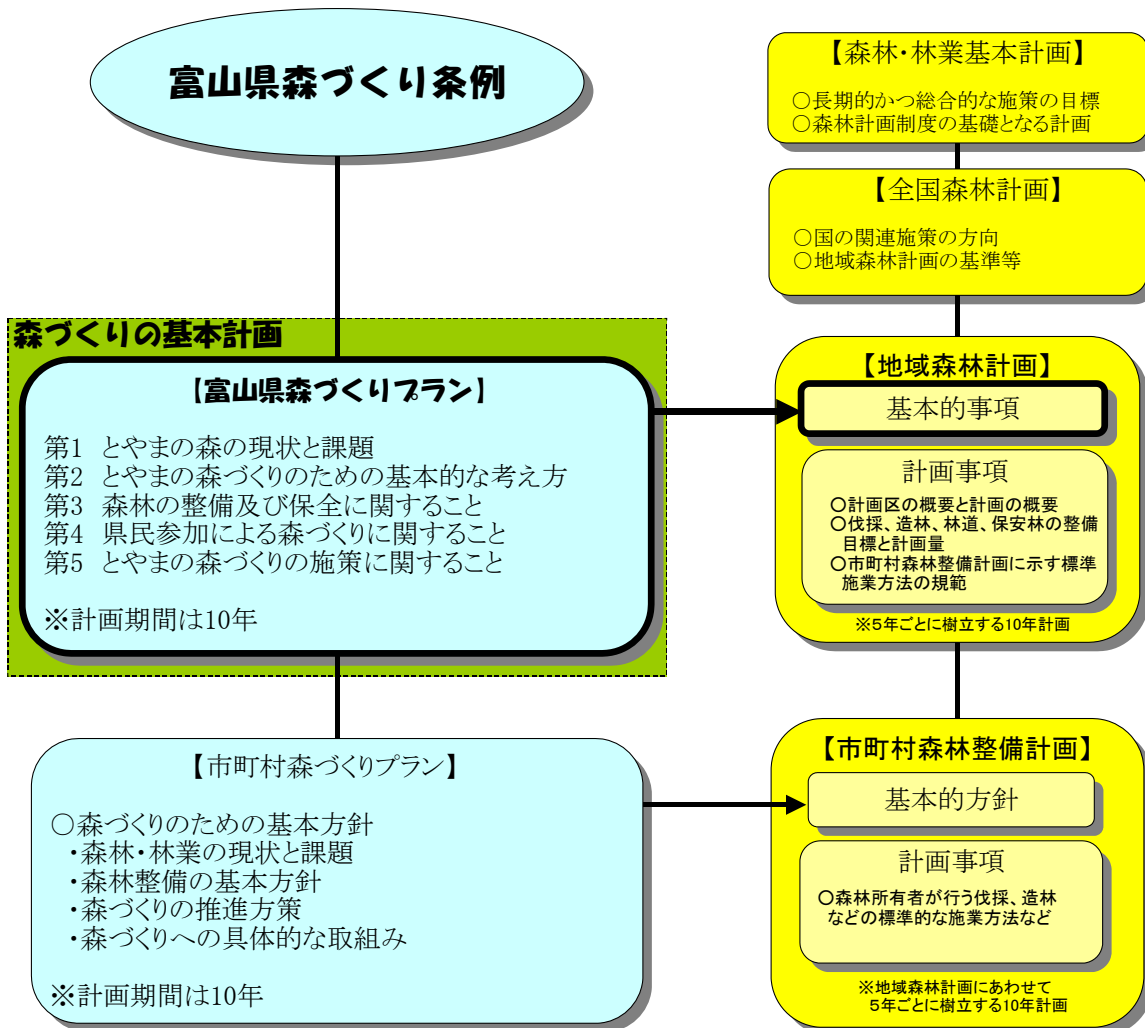 富山県森づくり条例
【森林・林業基本計画】
○長期的かつ総合的な施策の目標
○森林計画制度の基礎となる計画
【全国森林計画】
○国の関連施策の方向
○地域森林計画の基準等
森づくりの基本計画
【富山県森づくりプラン】
第1 とやまの森の現状と課題
第2 とやまの森づくりのための基本的な考え方
第3 森林の整備及び保全に関すること
第4 県民参加による森づくりに関すること
第5 とやまの森づくりの施策に関すること
※計画期間は10年
【地域森林計画】
基本的事項
計画事項
○計画区の概要と計画の概要
○伐採、造林、林道、保安林の整備
目標と計画量
○市町村森林整備計画に示す標準
施業方法の規範
※5年ごとに樹立する10年計画
【市町村森づくりプラン】
○森づくりのための基本方針
・森林・林業の現状と課題
・森林整備の基本方針
・森づくりの推進方策
・森づくりへの具体的な取組み
※計画期間は10年
【市町村森林整備計画】
基本的方針
計画事項
○森林所有者が行う伐採、造林
などの標準的な施業方法など
※地域森林計画にあわせて
5年ごとに樹立する10年計画